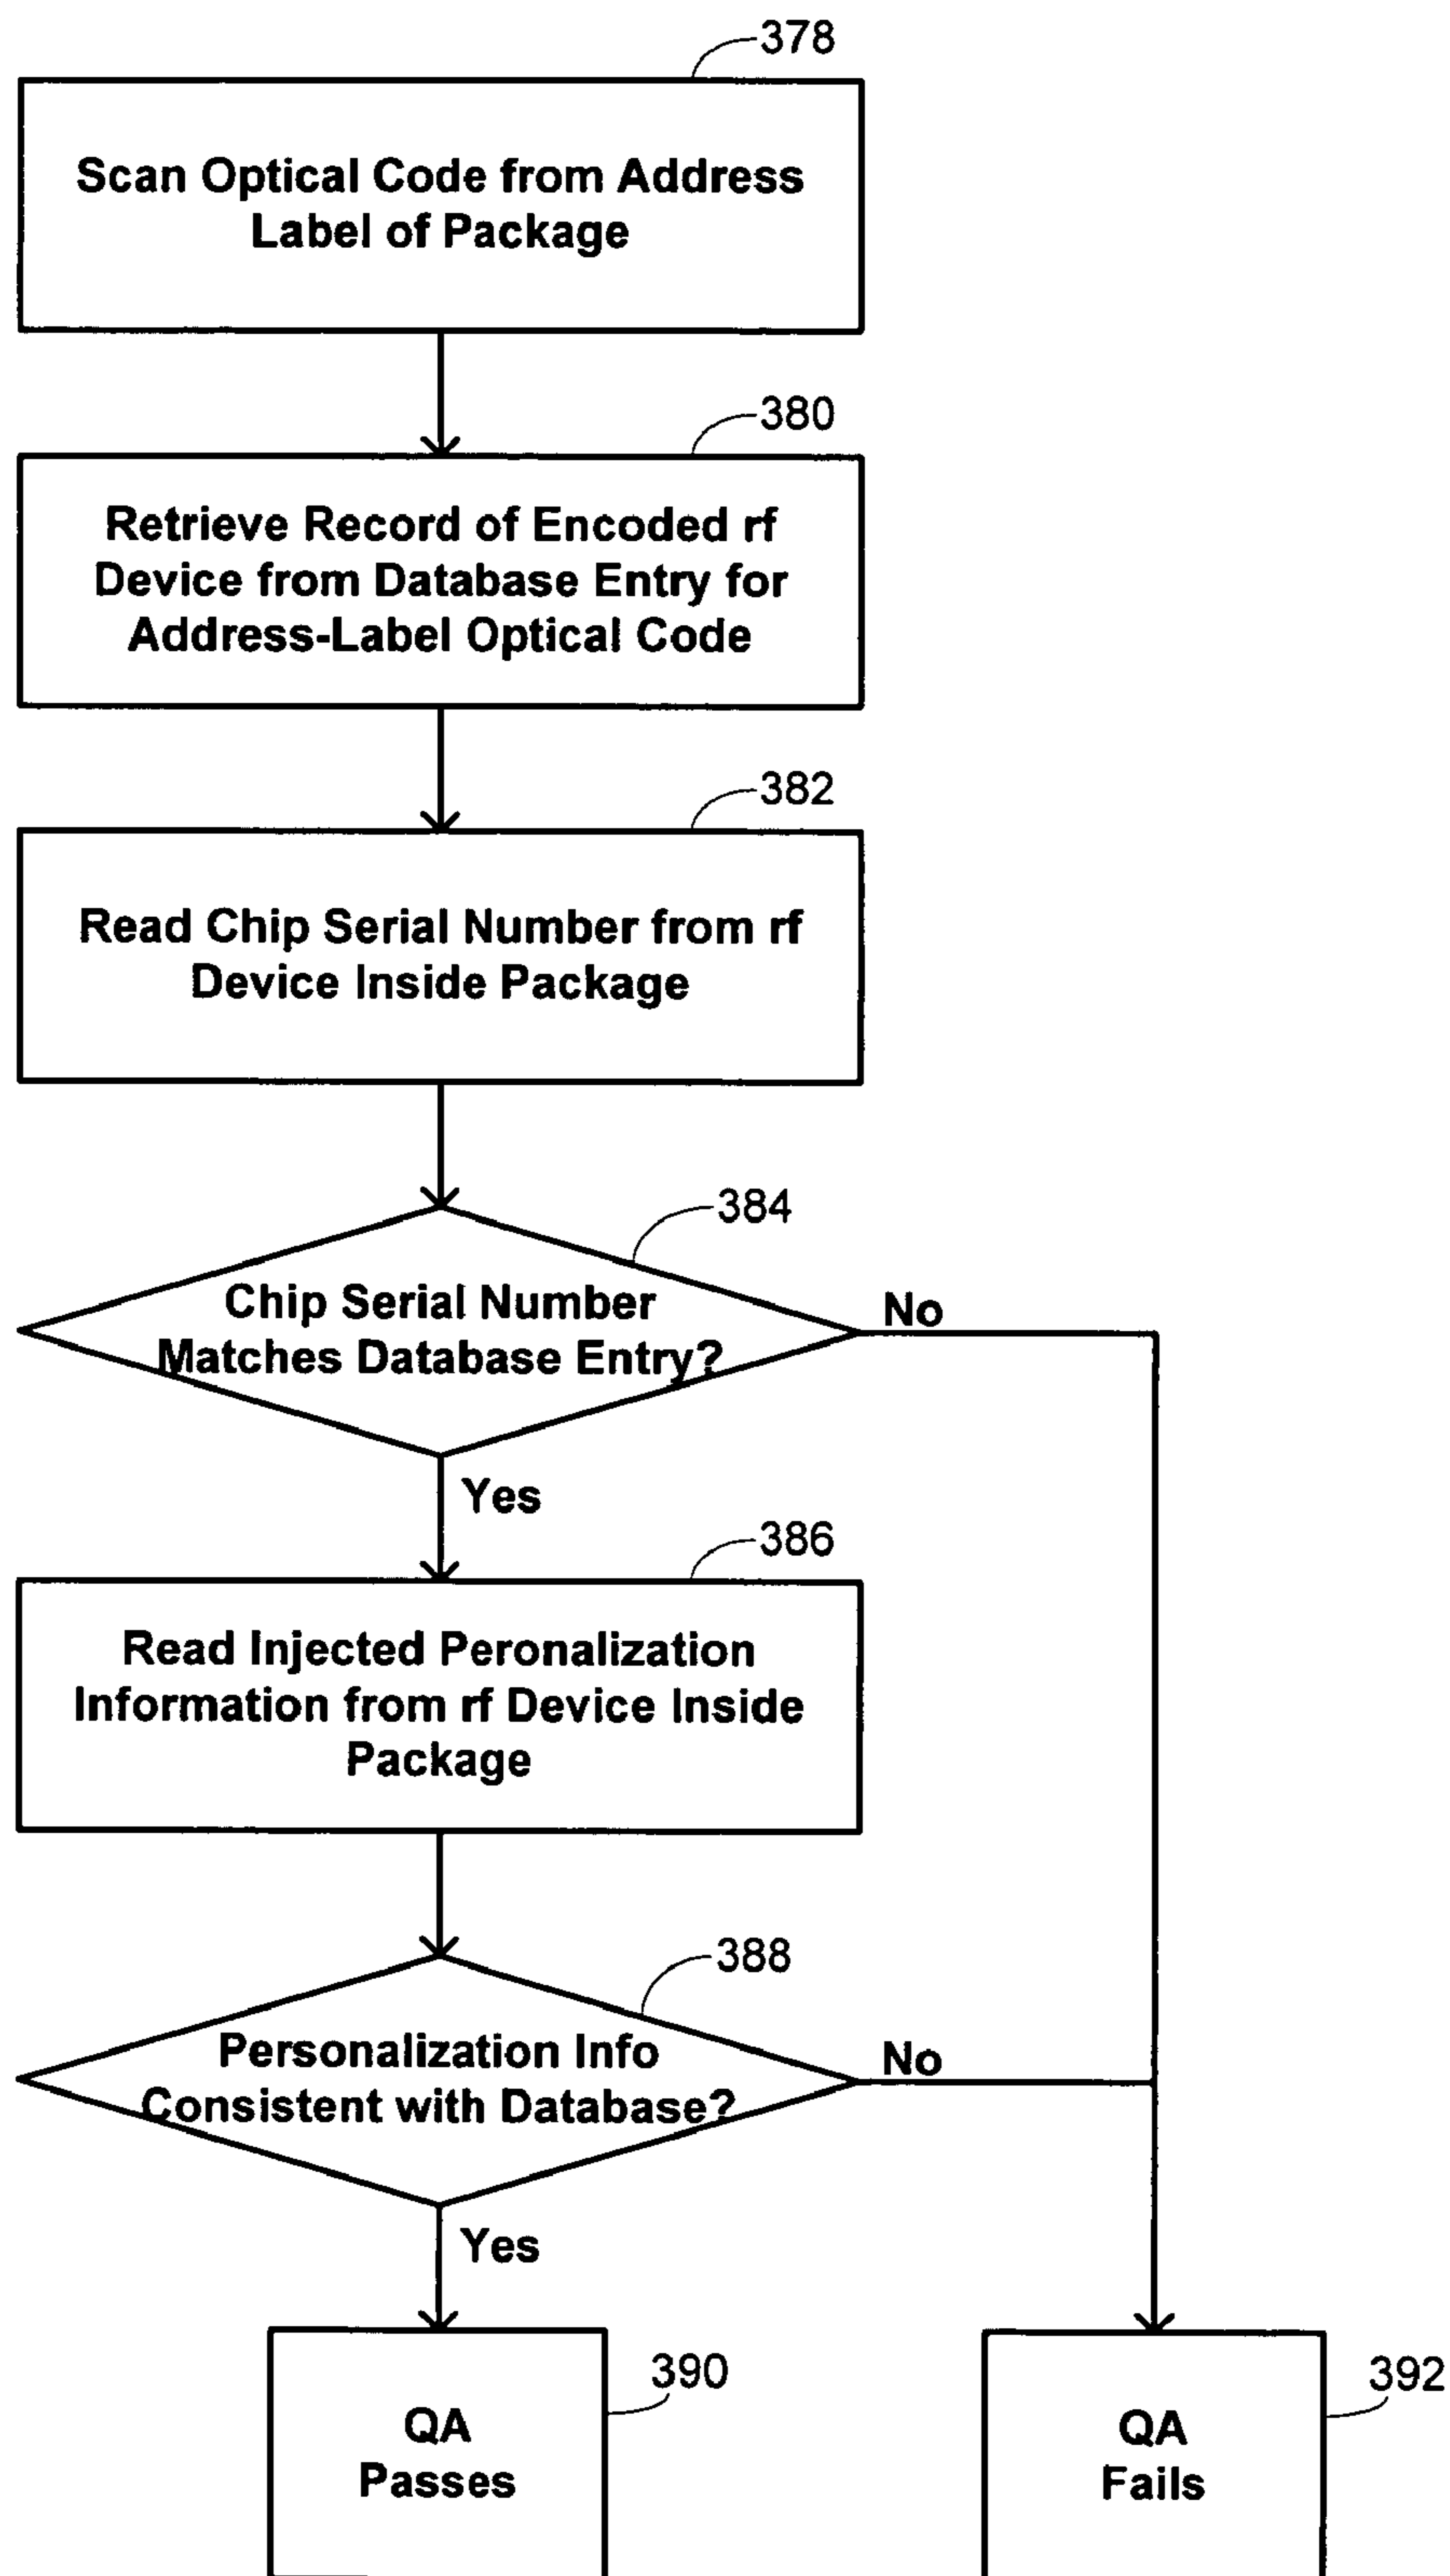 378
Scan Optical Code from Address
Label of Package
380
Retrieve Record of Encoded rf
Device from Database Entry for
Address-Label Optical Code
382
Read Chip Serial Number from rf
Device Inside Package
384
Chip Serial Number
Matches Database Entry?
No
Yes
386
Read Injected Peronalization
Information from rf Device Inside
Package
388
Personalization Info
Consistent with Database?
No
Yes
390
QA
Passes
392
QA
Fails